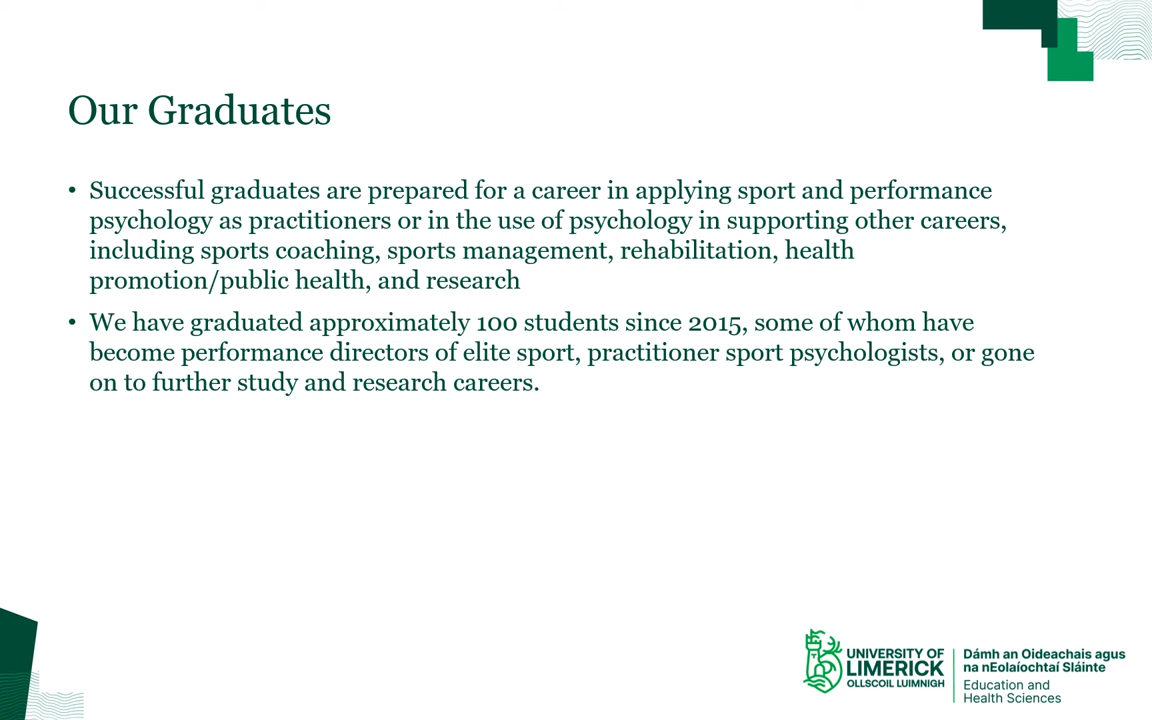 Our Graduates
• Successful graduates are prepared for a career in applying sport and performance
psychology as practitioners or in the use of psychology in supporting other careers,
including sports coaching, sports management, rehabilitation, health
promotion/public health, and research
• We have graduated approximately 100 students since 2015, some of whom have
become performance directors of elite sport, practitioner sport psychologists, or gone
on to further study and research careers.
UNIVERSITY OF
LIMERICK
OLLSCOIL LUIMNIGH
Dámh an Oideachais agus
na nEolaíochtaí Sláinte
Education and
Health Sciences